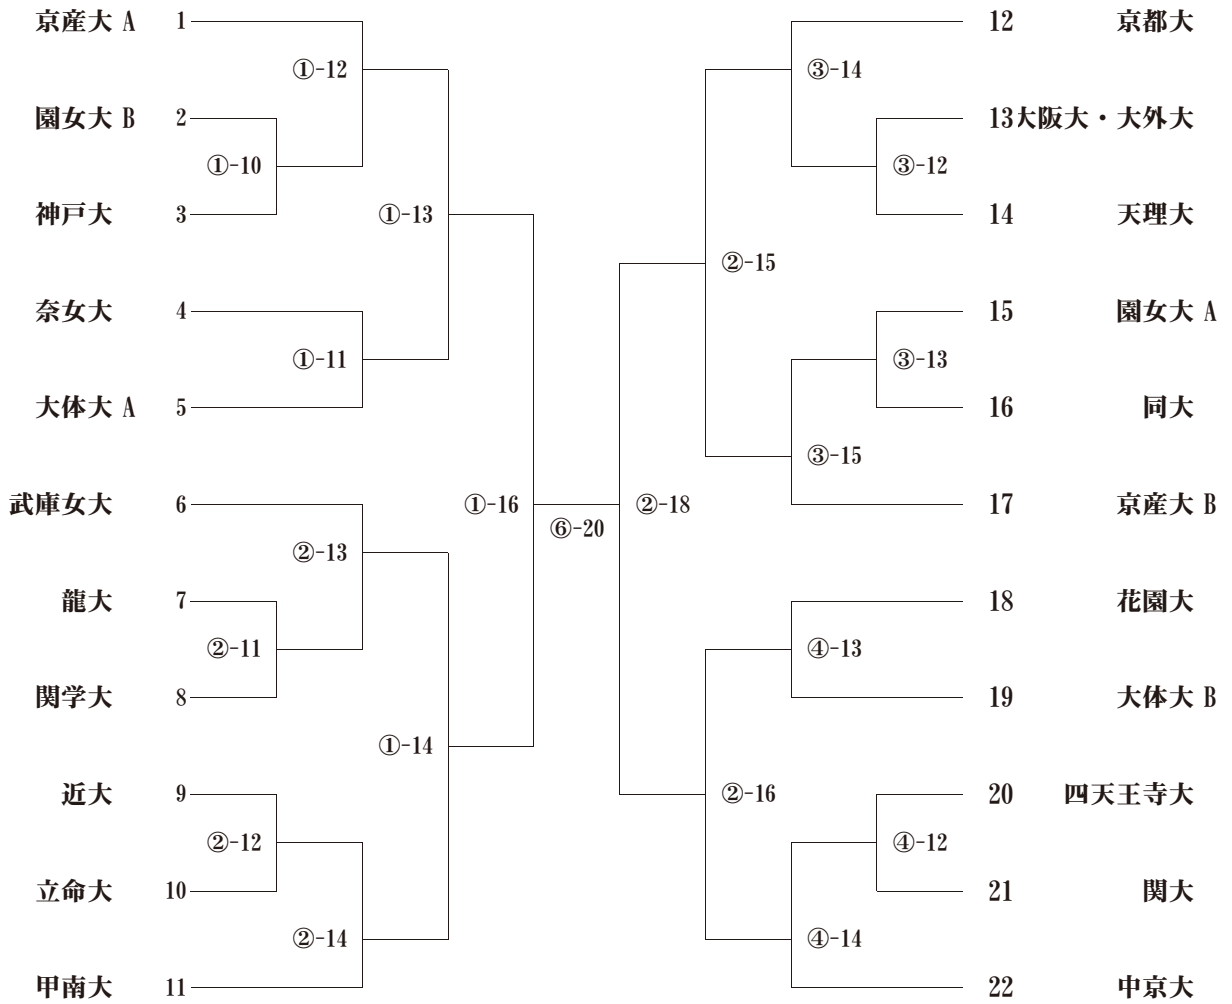 京産大 A 1
①-12
園女大 B 2
①-10
神戸大 3
①-13
奈女大 4
①-11
大体大 A 5
①-16
武庫女大 6
②-13
龍大 7
②-11
関学大 8
①-14
近大 9
②-12
立命大 10
②-14
甲南大 11
⑥-20
12 京都大
③-14
13 大阪大・大外大
③-12
14 天理大
②-15
15 園女大 A
③-13
16 同大
③-15
17 京産大 B
②-18
18 花園大
④-13
19 大体大 B
②-16
20 四天王寺大
④-12
21 関大
④-14
22 中京大